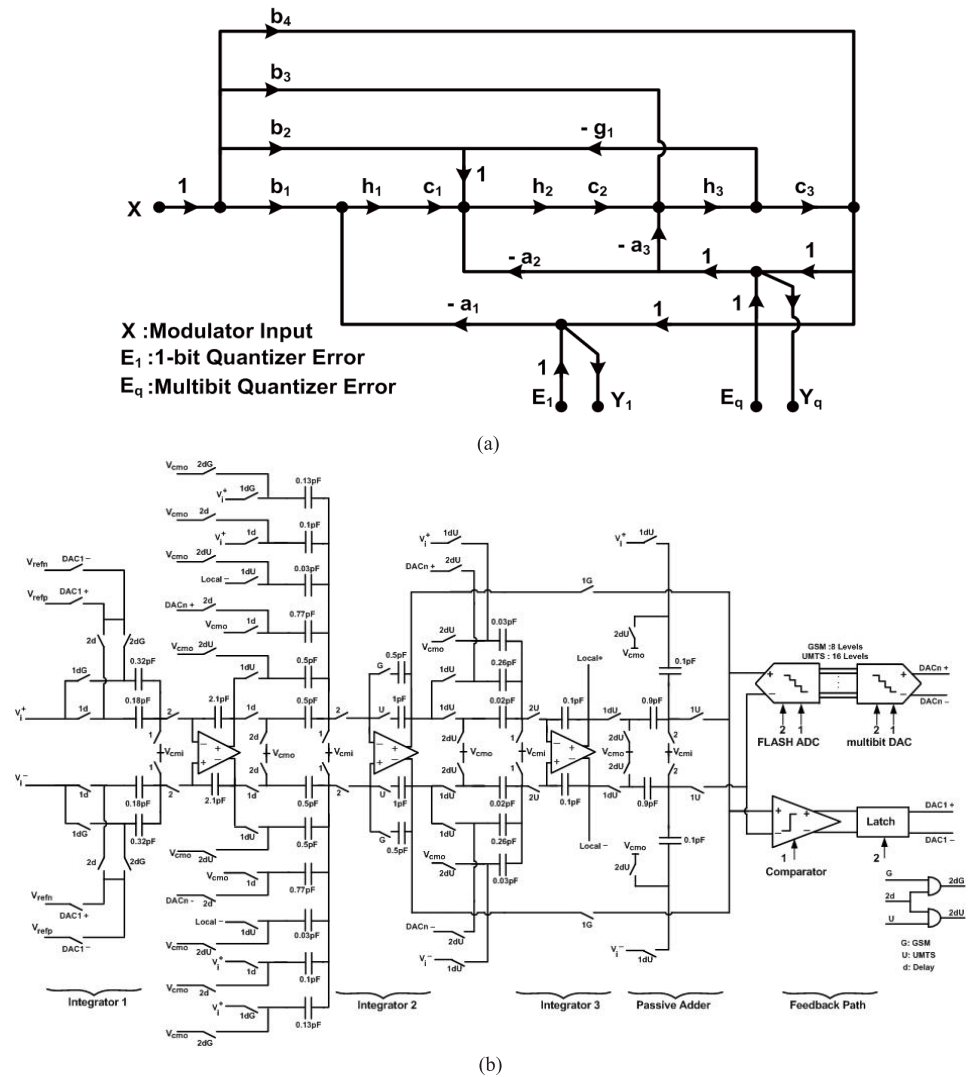 b4
b3
b2
- g1
1
1
b1
h1
c1
h2
c2
h3
c3
X
- a3
- a2
1
1
- a1
1
1
X :Modulator Input
E1 :1-bit Quantizer Error
Eq :Multibit Quantizer Error
1
E1
Y1
Eq
Yq
(a)
Vcmo
2dG
0.13pF
Vi+
1dG
Vcmo
2d
0.1pF
Vi+
1d
Vcmo
2dU
0.03pF
Local –
1dU
DACn +
2d
0.77pF
Vcmo
1d
Vcmo
2dU
1dU
0.5pF
Vrefn
DAC1 –
Vrefp
DAC1 +
2d
2dG
1dG
0.32pF
0.18pF
Vi+
1d
2
2.1pF
1d
0.5pF
2
1
Vcmi
2d
Vcmo
1
Vcmi
Vi–
1d
0.18pF
2
2.1pF
1d
0.5pF
2
1dG
0.32pF
2d
2dG
Vrefn
DAC1 +
Vrefp
DAC1 –
1dU
0.5pF
Vcmo
2dU
Vcmo
1d
0.77pF
DACn -
2d
Local –
1dU
0.03pF
Vcmo
2dU
Vi+
1d
0.1pF
Vcmo
2d
Vi+
1dG
0.13pF
2dG
Vi+
1dU
DACn +
2dU
0.03pF
2dU
Vcmo
0.5pF
G
1dU
0.26pF
U
1pF
1dU
0.02pF
2U
0.1pF
1dU
2dU
Vcmo
1
Vcmi
U
1pF
1dU
0.02pF
2U
0.1pF
1dU
G
0.5pF
1dU
0.26pF
Vcmo
2dU
0.03pF
DACn –
2dU
Vi–
1dU
1G
Local+
Local –
1G
Vi+
1dU
2dU
Vcmo
0.1pF
0.9pF
1U
2dU
Vcmo
2
Vcmi
2
0.9pF
1U
Vcmo
2dU
0.1pF
Vi–
1dU
GSM :8 Levels
UMTS : 16 Levels
DACn +
DACn –
2
1
2
1
FLASH ADC
multibit DAC
Latch
DAC1 +
DAC1 –
1
2
Comparator
G
2dG
2d
2dU
U
G: GSM
U: UMTS
d: Delay
Integrator 1
Integrator 2
Integrator 3
Passive Adder
Feedback Path
(b)